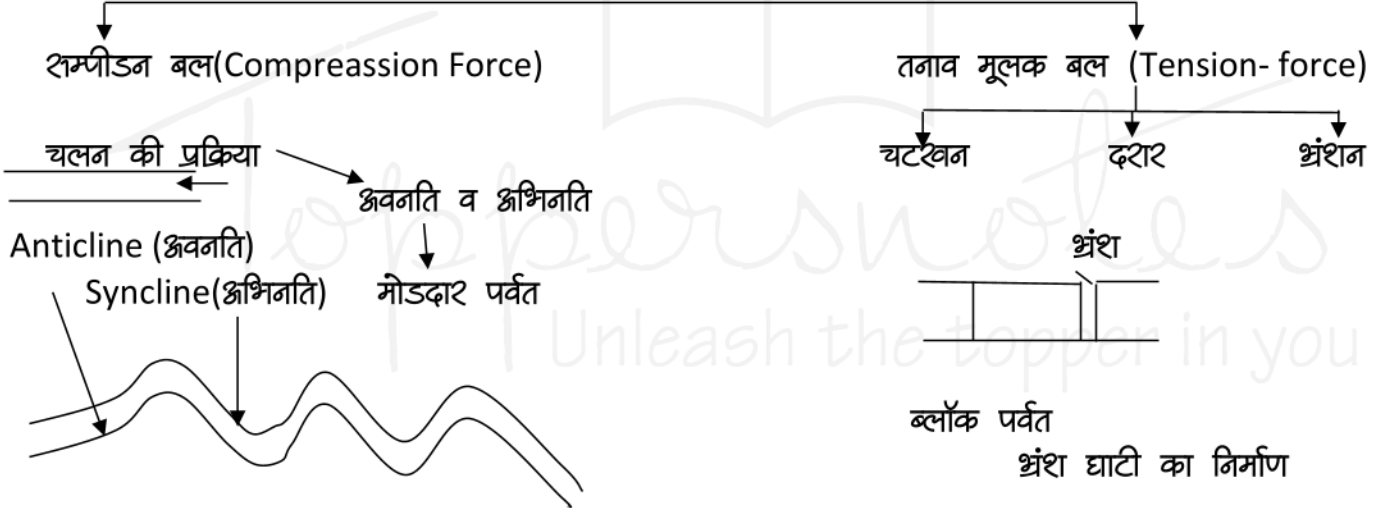 सम्पीडन बल(Compreassion Force)
तनाव मूलक बल (Tension- force)
चलन की प्रक्रिया
अवनति व अभिनति
मोडदार पर्वत
Anticline (अवनति)
Syncline(अभिनति)
चटखन
दरार
भ्रंशन
भ्रंश
ब्लॉक पर्वत
भ्रंश घाटी का निर्माण
Toppersnotes
Unleash the topper in you